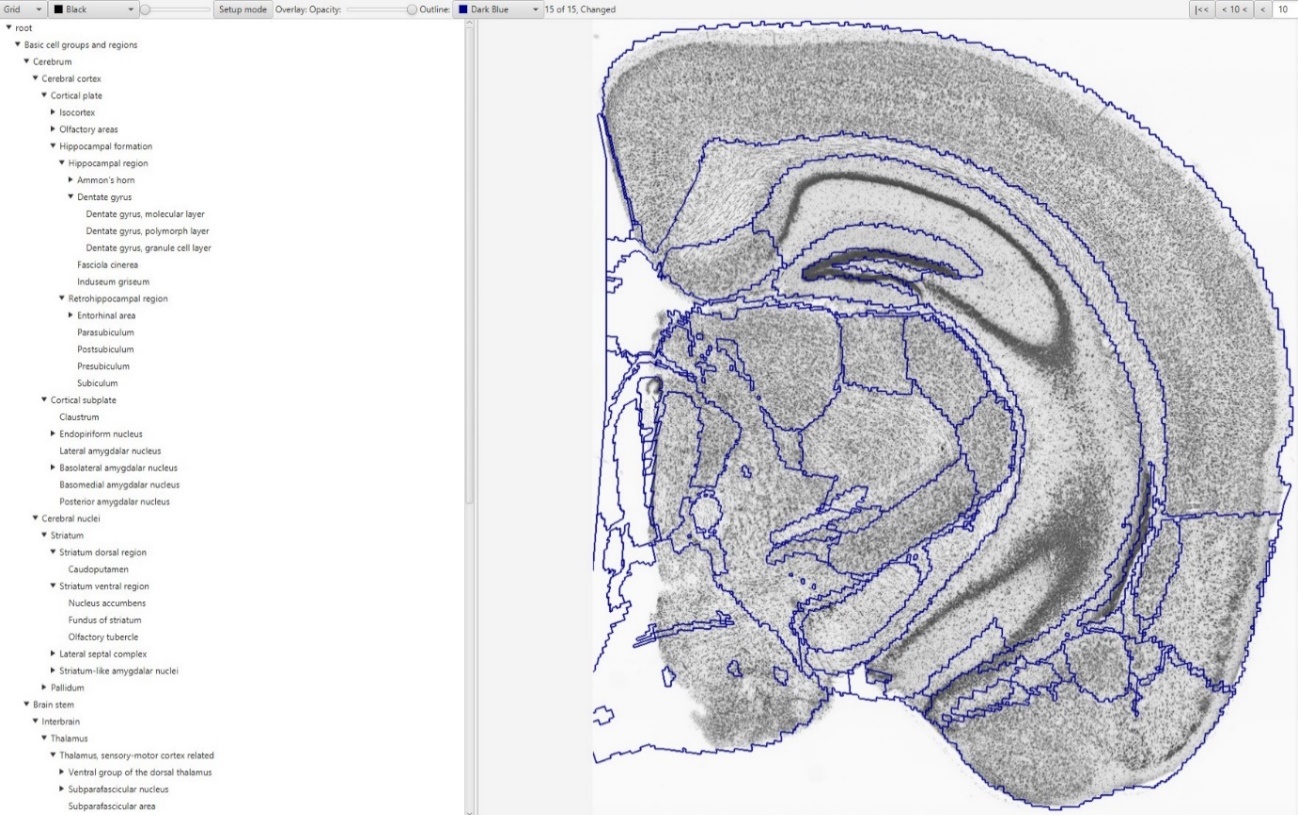 Grid Black Setup mode Overlay: Opacity: Outline: Dark Blue 15 of 15, Changed |<< < 10 < < 10
root
Basic cell groups and regions
Cerebrum
Cerebral cortex
Cortical plate
Isocortex
Olfactory areas
Hippocampal formation
Hippocampal region
Ammon's horn
Dentate gyrus
Dentate gyrus, molecular layer
Dentate gyrus, polymorph layer
Dentate gyrus, granule cell layer
Fasciola cinerea
Induseum griseum
Retrohippocampal region
Entorhinal area
Parasubiculum
Postsubiculum
Presubiculum
Subiculum
Cortical subplate
Claustrum
Endopiriform nucleus
Lateral amygdalar nucleus
Basolateral amygdalar nucleus
Basomedial amygdalar nucleus
Posterior amygdalar nucleus
Cerebral nuclei
Striatum
Striatum dorsal region
Caudoputamen
Striatum ventral region
Nucleus accumbens
Fundus of striatum
Olfactory tubercle
Lateral septal complex
Striatum-like amygdalar nuclei
Pallidum
Brain stem
Interbrain
Thalamus
Thalamus, sensory-motor cortex related
Ventral group of the dorsal thalamus
Subparafascicular nucleus
Subparafascicular area